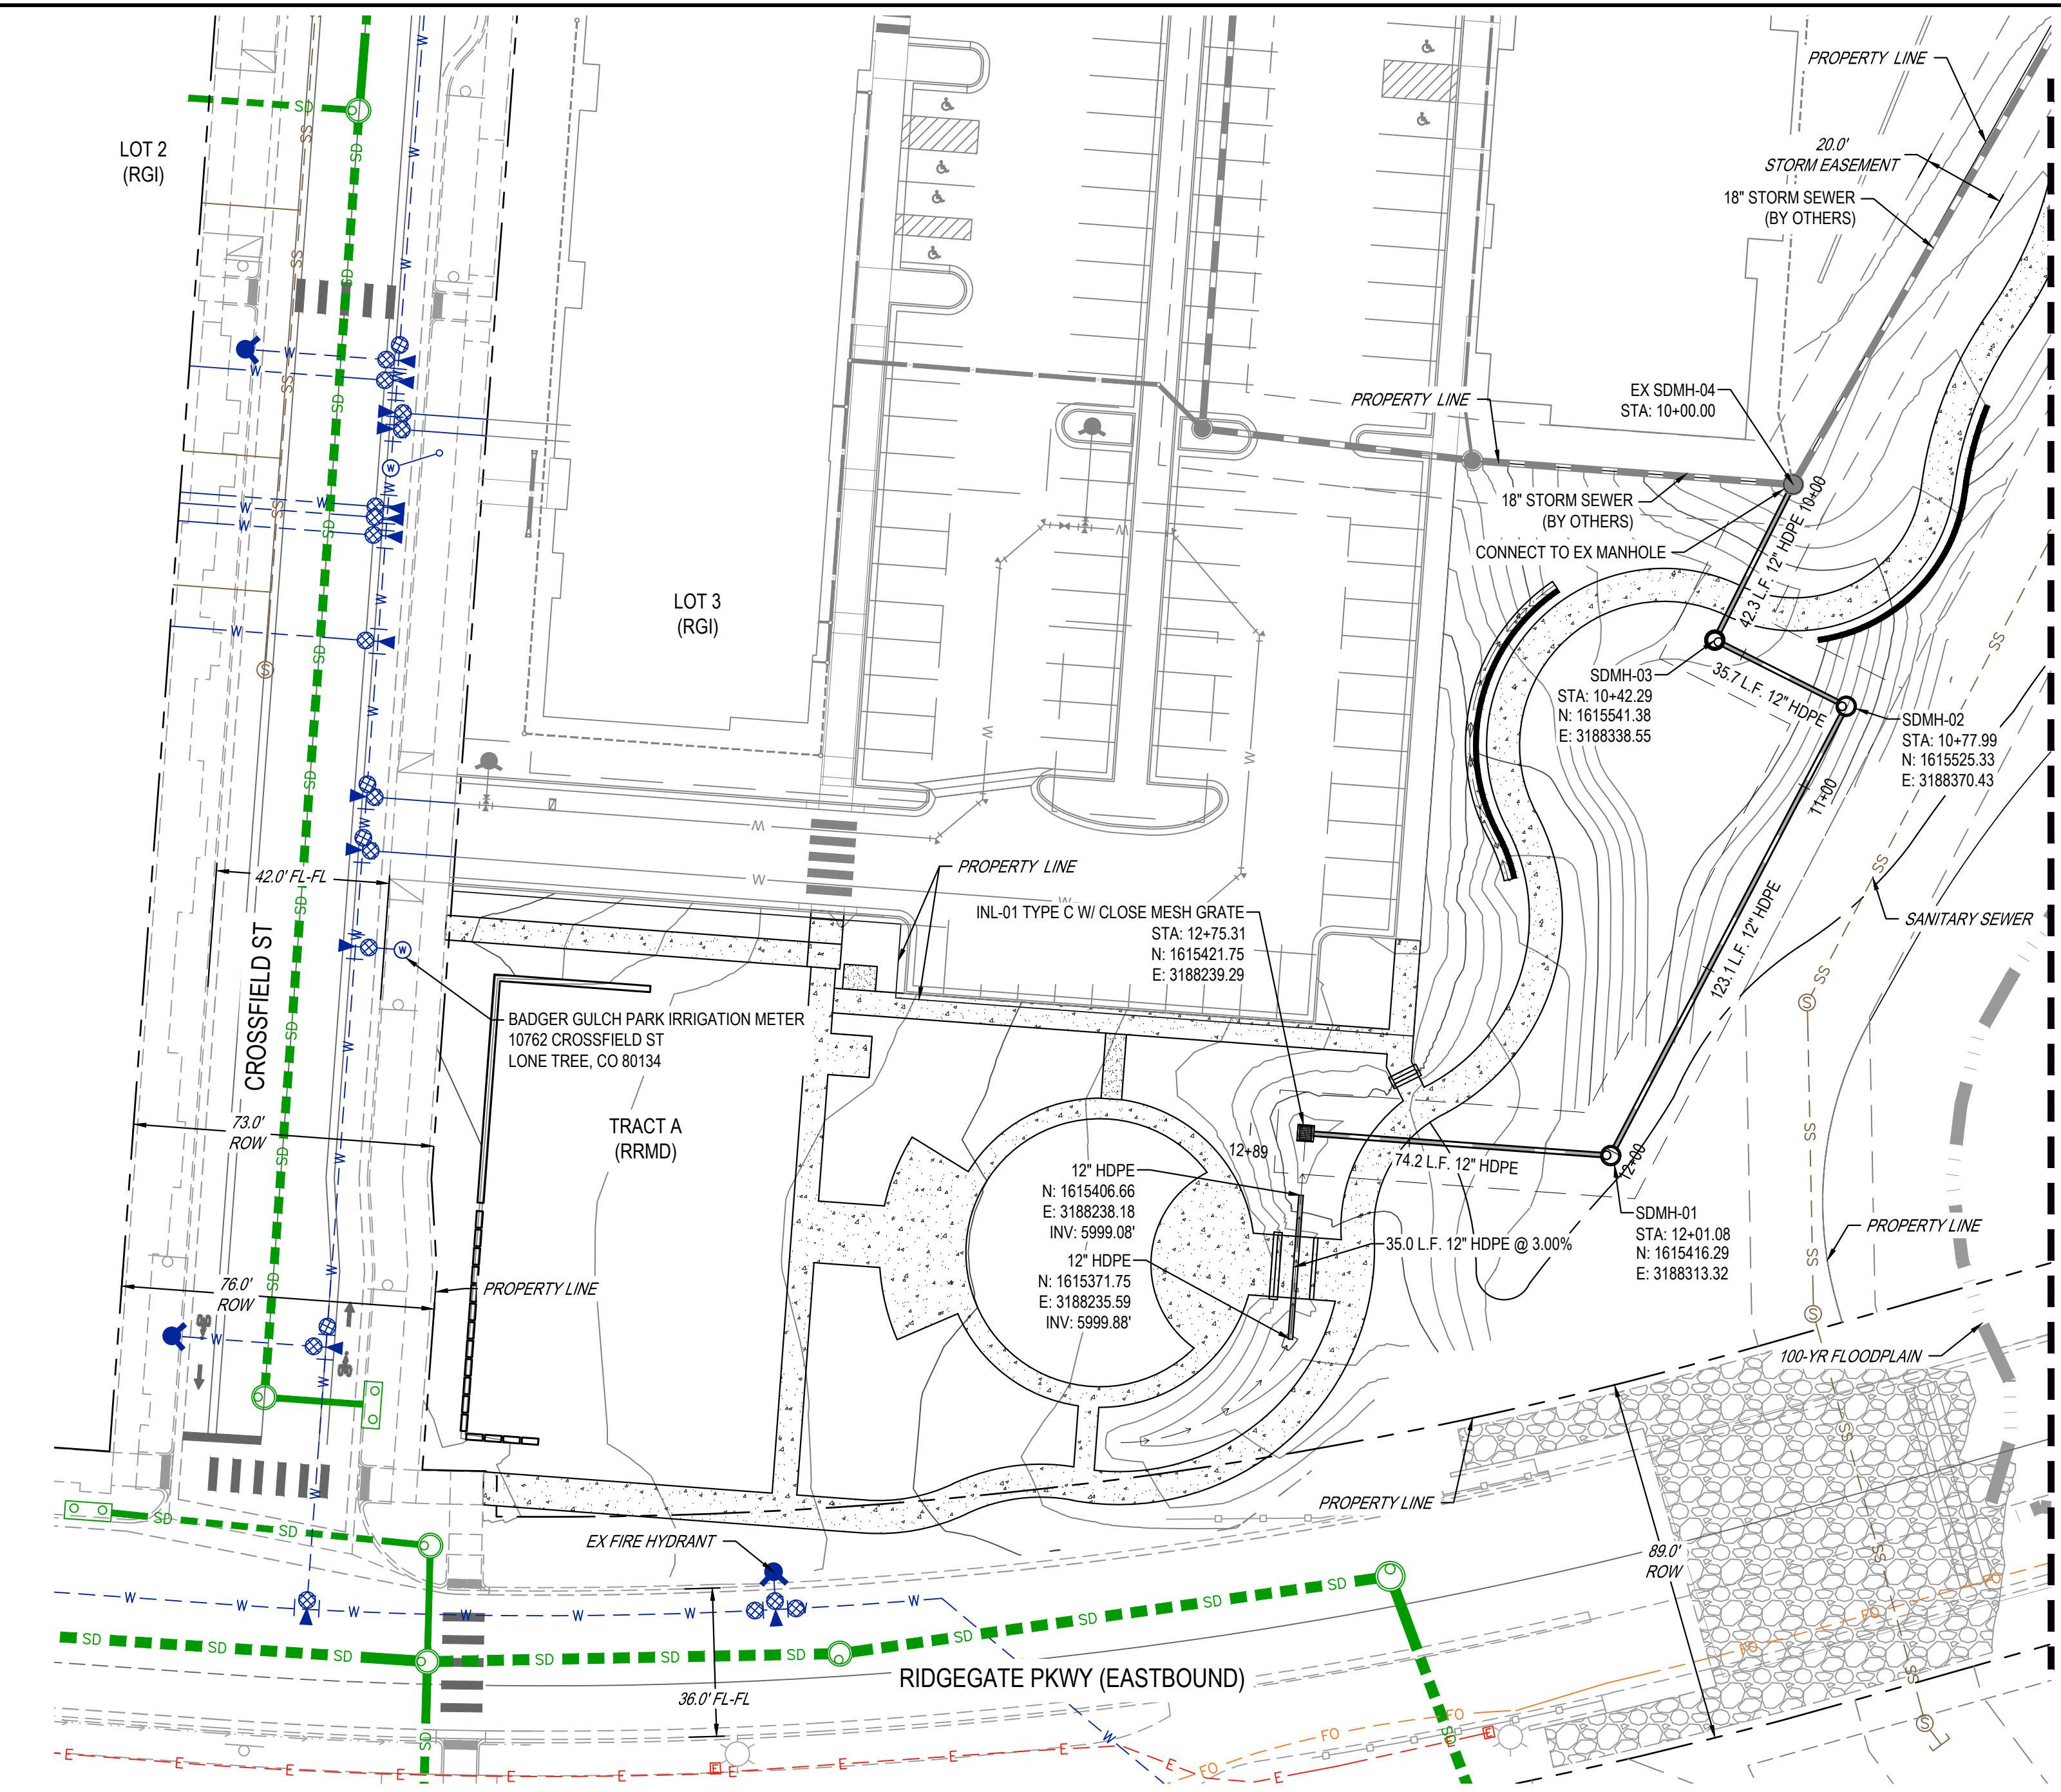 PROPERTY LINE
20.0'
STORM EASEMENT
18" STORM SEWER
(BY OTHERS)
LOT 2
(RGI)
SD
SS
W
EX SDMH-04
STA: 10+00.00
PROPERTY LINE
18" STORM SEWER
(BY OTHERS)
CONNECT TO EX MANHOLE
10+00
42.3 L.F. 12" HDPE
LOT 3
(RGI)
SDMH-03
STA: 10+42.29
N: 1615541.38
E: 3188338.55
35.7 L.F. 12" HDPE
SDMH-02
STA: 10+77.99
N: 1615525.33
E: 3188370.43
11+00
42.0' FL-FL
PROPERTY LINE
INL-01 TYPE C W/ CLOSE MESH GRATE
STA: 12+75.31
N: 1615421.75
E: 3188239.29
123.1 L.F. 12" HDPE
SANITARY SEWER
CROSSFIELD ST
BADGER GULCH PARK IRRIGATION METER
10762 CROSSFIELD ST
LONE TREE, CO 80134
73.0'
ROW
TRACT A
(RRMD)
12+89
74.2 L.F. 12" HDPE
12+00
12" HDPE
N: 1615406.66
E: 3188238.18
INV: 5999.08'
SDMH-01
STA: 12+01.08
N: 1615416.29
E: 3188313.32
PROPERTY LINE
35.0 L.F. 12" HDPE @ 3.00%
12" HDPE
N: 1615371.75
E: 3188235.59
INV: 5999.88'
76.0'
ROW
PROPERTY LINE
100-YR FLOODPLAIN
PROPERTY LINE
EX FIRE HYDRANT
89.0'
ROW
RIDGEGATE PKWY (EASTBOUND)
36.0' FL-FL
FO
E
S